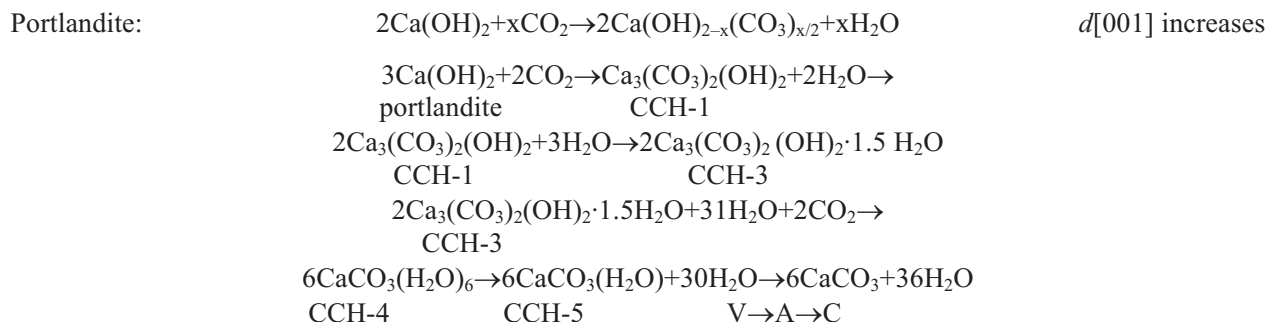 Portlandite: 2Ca(OH)₂+xCO₂→2Ca(OH)₂₋ₓ(CO₃)ₓ/₂+xH₂O d[001] increases
3Ca(OH)₂+2CO₂→Ca₃(CO₃)₂(OH)₂+2H₂O→
portlandite CCH-1
2Ca₃(CO₃)₂(OH)₂+3H₂O→2Ca₃(CO₃)₂ (OH)₂·1.5 H₂O
CCH-1 CCH-3
2Ca₃(CO₃)₂(OH)₂·1.5H₂O+31H₂O+2CO₂→
CCH-3
6CaCO₃(H₂O)₆→6CaCO₃(H₂O)+30H₂O→6CaCO₃+36H₂O
CCH-4 CCH-5 V→A→C